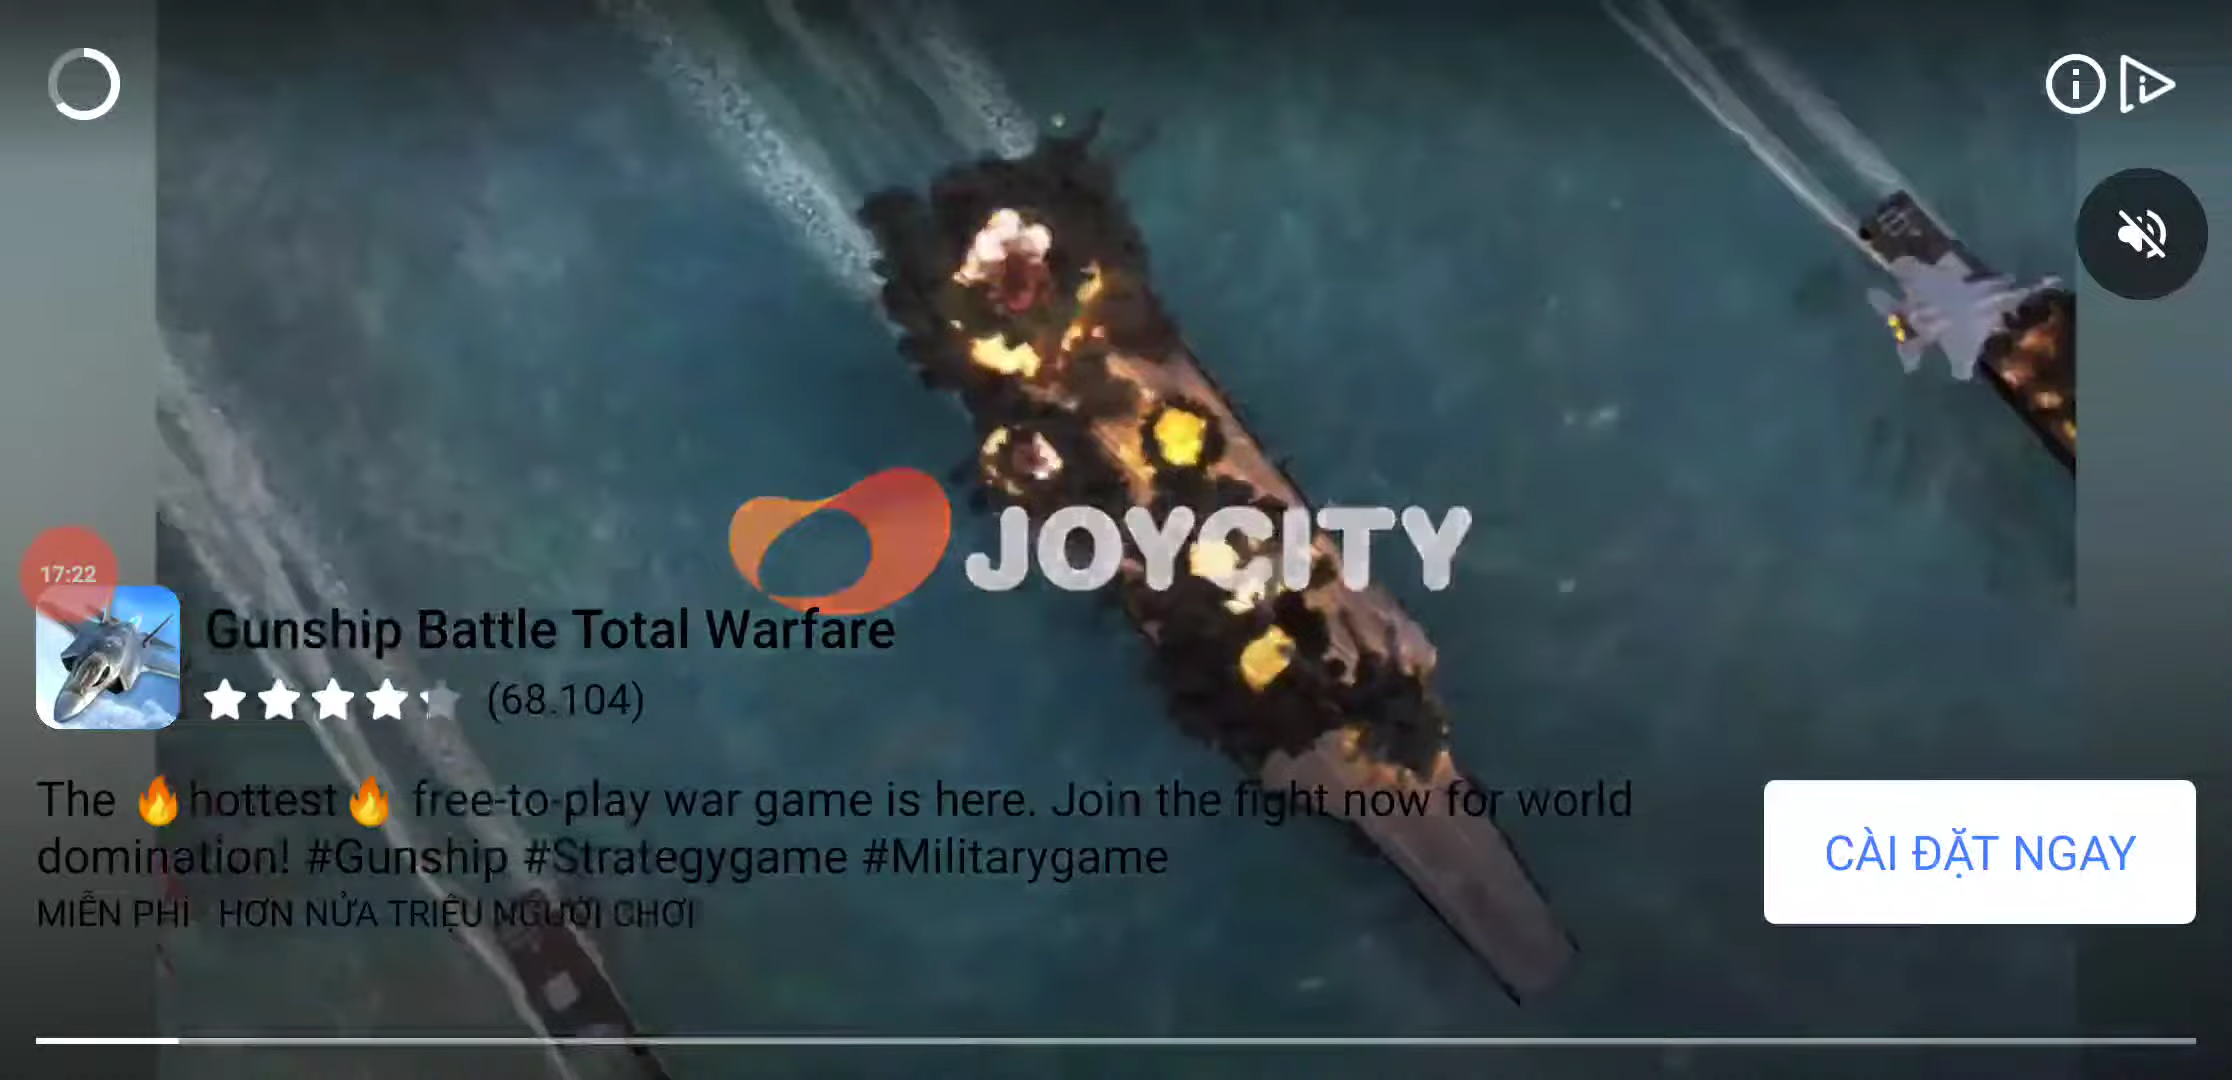 JOYCITY
17:22
Gunship Battle Total Warfare
(68.104)
The 🔥hottest🔥 free-to-play war game is here. Join the fight now for world
domination! #Gunship #Strategygame #Militarygame
MIỄN PHÍ · HƠN NỬA TRIỆU NGƯỜI CHƠI
CÀI ĐẶT NGAY